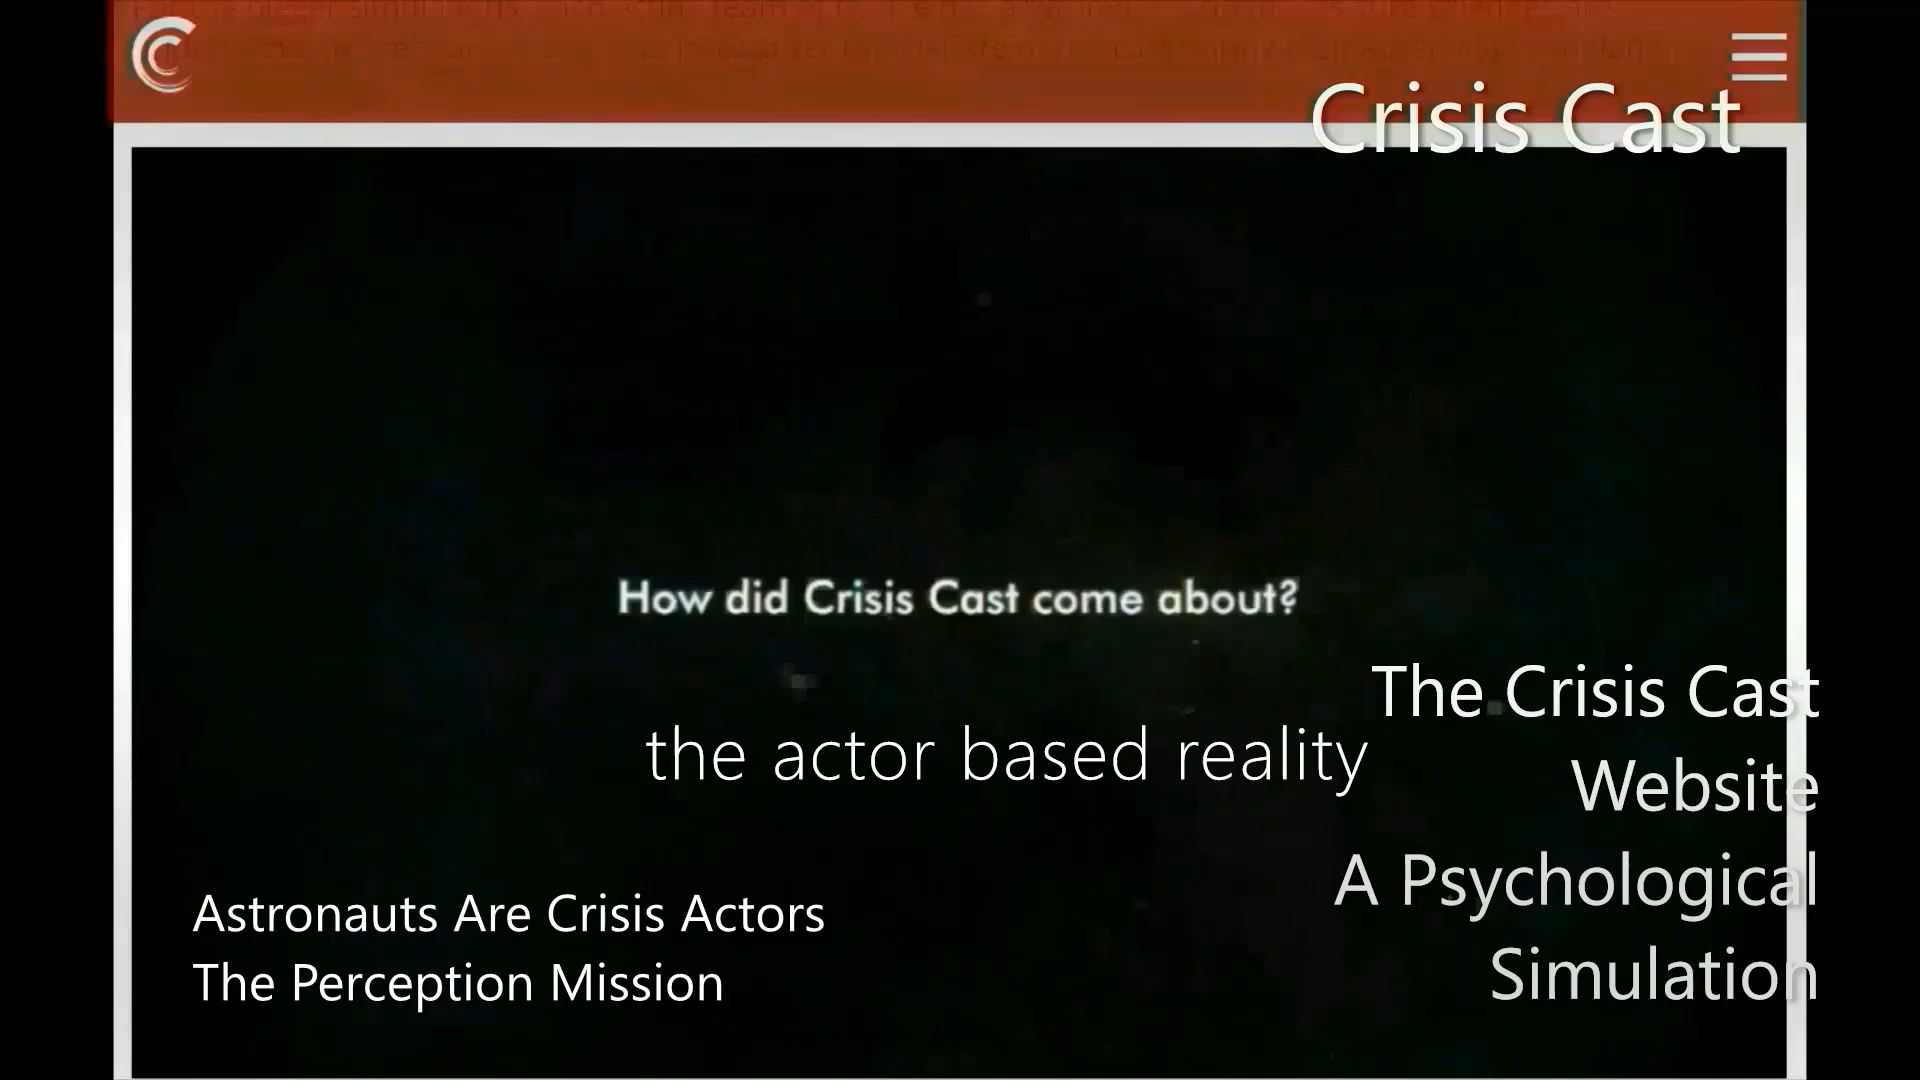 Crisis Cast
How did Crisis Cast come about?
The Crisis Cast
Website
the actor based reality
A Psychological
Simulation
Astronauts Are Crisis Actors
The Perception Mission